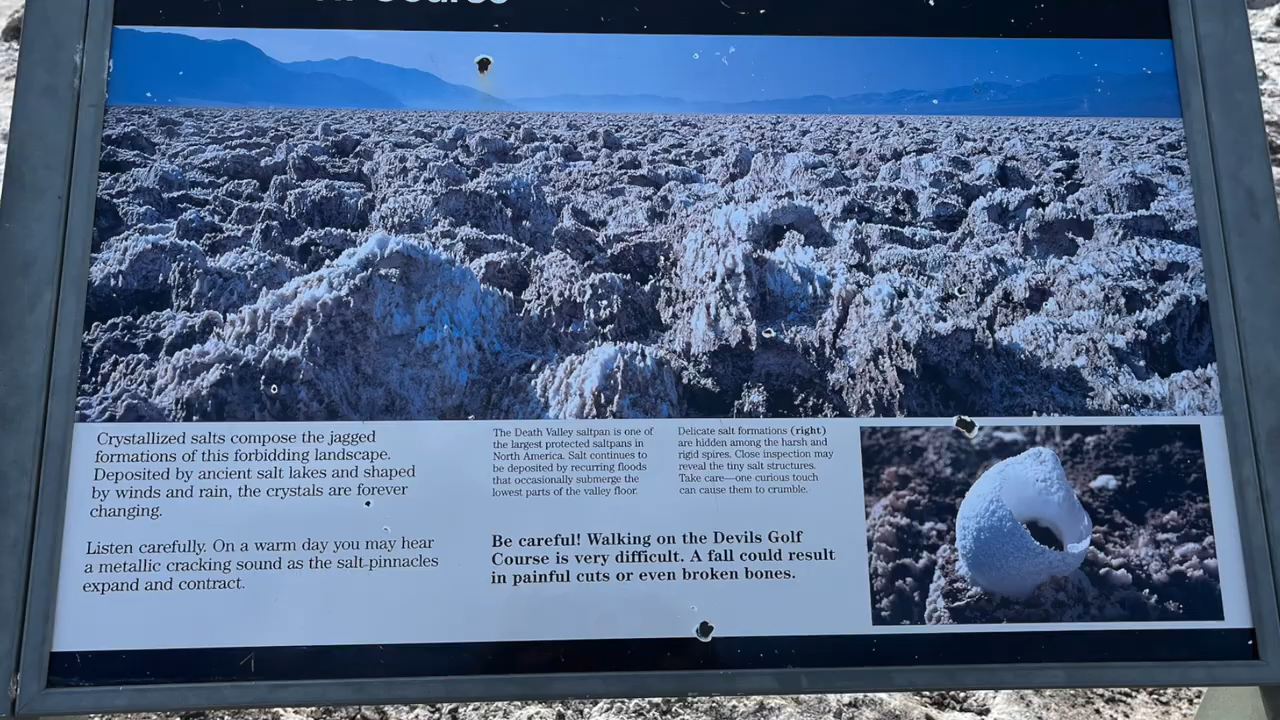 Course
Crystallized salts compose the jagged
formations of this forbidding landscape.
Deposited by ancient salt lakes and shaped
by winds and rain, the crystals are forever
changing.
Listen carefully. On a warm day you may hear
a metallic cracking sound as the salt pinnacles
expand and contract.
The Death Valley saltpan is one of
the largest protected saltpans in
North America. Salt continues to
be deposited by recurring floods
that occasionally submerge the
lowest parts of the valley floor.
Be careful! Walking on the Devils Golf
Course is very difficult. A fall could result
in painful cuts or even broken bones.
Delicate salt formations (right)
are hidden among the harsh and
rigid spires. Close inspection may
reveal the tiny salt structures.
Take care—one curious touch
can cause them to crumble.